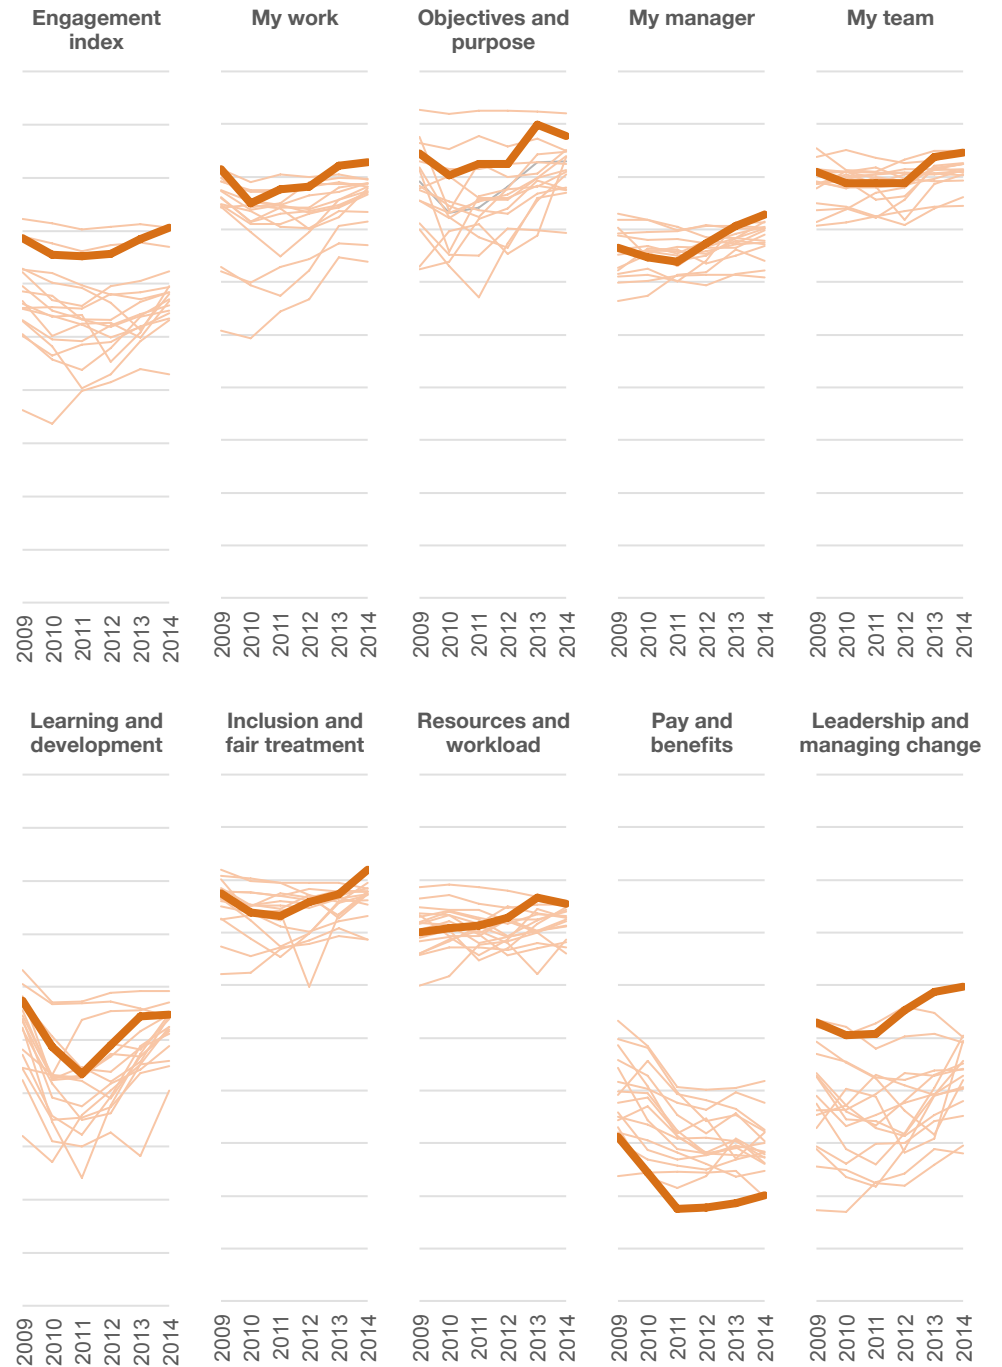 Engagement
index
My work
Objectives and
purpose
My manager
My team
2009 2010 2011 2012 2013 2014
2009 2010 2011 2012 2013 2014
2009 2010 2011 2012 2013 2014
2009 2010 2011 2012 2013 2014
2009 2010 2011 2012 2013 2014
Learning and
development
Inclusion and
fair treatment
Resources and
workload
Pay and
benefits
Leadership and
managing change
2009 2010 2011 2012 2013 2014
2009 2010 2011 2012 2013 2014
2009 2010 2011 2012 2013 2014
2009 2010 2011 2012 2013 2014
2009 2010 2011 2012 2013 2014